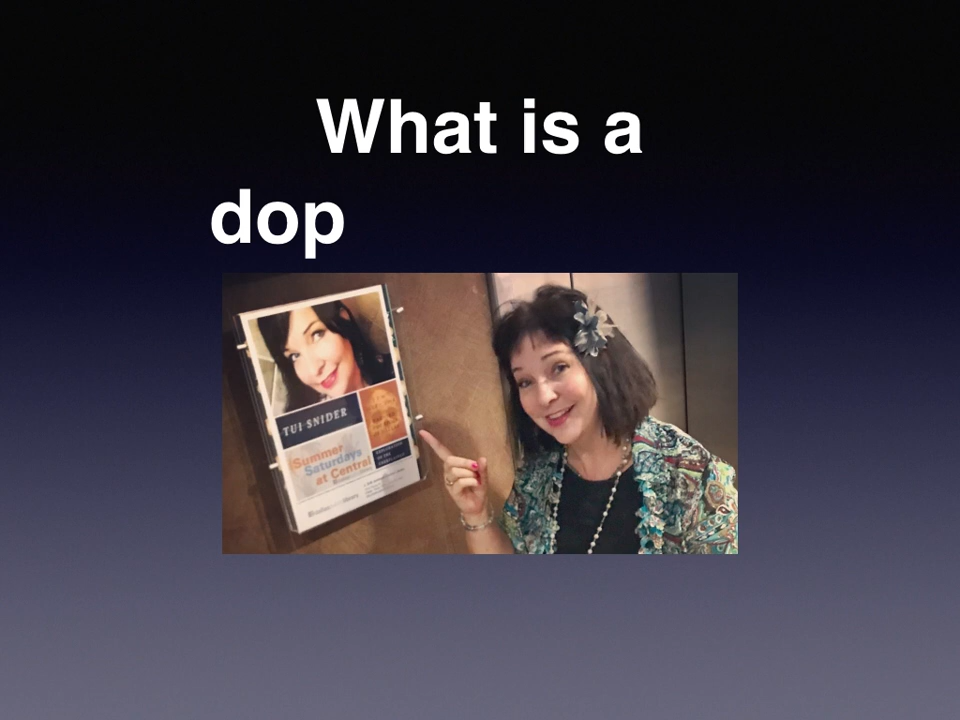 What is a
dop
TUI SNIDER
Summer
Saturdays
at Central